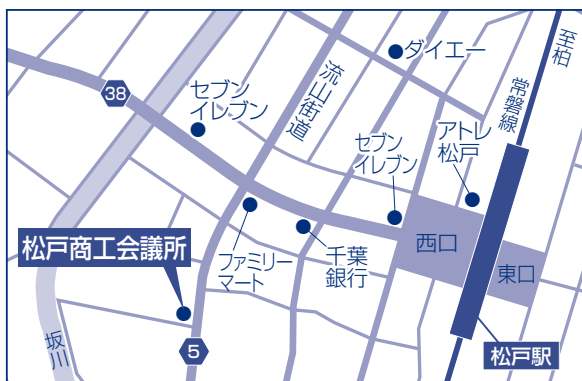 ダイエー
至柏
常磐線
38
セブン
イレブン
流山街道
アトレ
松戸
セブン
イレブン
松戸商工会議所
ファミリー
マート
千葉
銀行
西口
東口
坂川
5
松戸駅